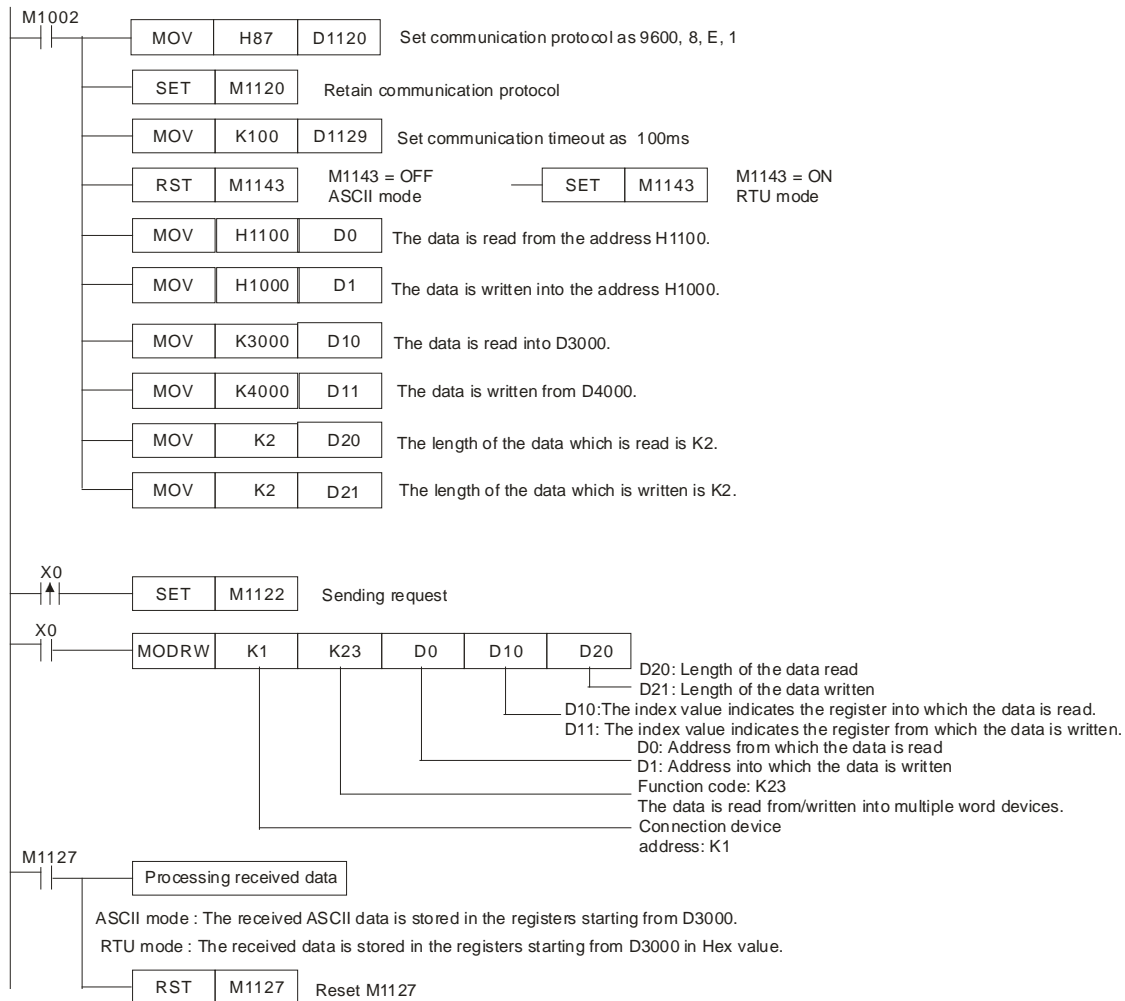 M1002
MOV H87 D1120 Set communication protocol as 9600, 8, E, 1
SET M1120 Retain communication protocol
MOV K100 D1129 Set communication timeout as 100ms
RST M1143 M1143 = OFF
ASCII mode
SET M1143 M1143 = ON
RTU mode
MOV H1100 D0 The data is read from the address H1100.
MOV H1000 D1 The data is written into the address H1000.
MOV K3000 D10 The data is read into D3000.
MOV K4000 D11 The data is written from D4000.
MOV K2 D20 The length of the data which is read is K2.
MOV K2 D21 The length of the data which is written is K2.
X0
SET M1122 Sending request
X0
MODRW K1 K23 D0 D10 D20
D20: Length of the data read
D21: Length of the data written
D10:The index value indicates the register into which the data is read.
D11: The index value indicates the register from which the data is written.
D0: Address from which the data is read
D1: Address into which the data is written
Function code: K23
The data is read from/written into multiple word devices.
Connection device
address: K1
M1127
Processing received data
ASCII mode : The received ASCII data is stored in the registers starting from D3000.
RTU mode : The received data is stored in the registers starting from D3000 in Hex value.
RST M1127 Reset M1127